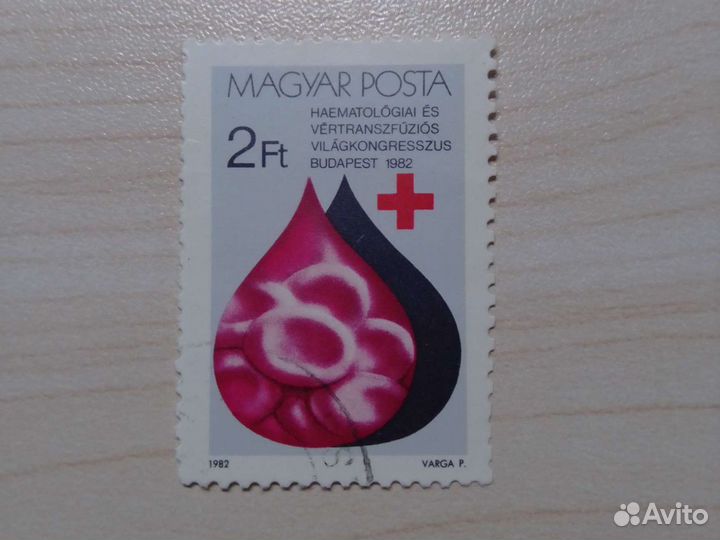 MAGYAR POSTA
HAEMATOLÓGIAI ÉS
VÉRTRANSZFÚZIÓS
VILÁGKONGRESSZUS
BUDAPEST 1982
2Ft
1982
VARGA P.
Avito